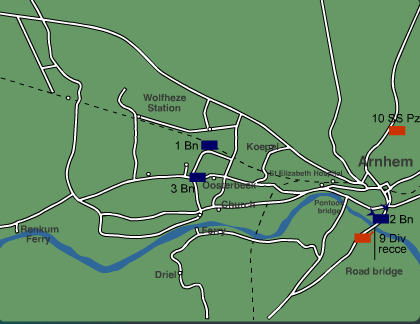 10 SS Pz
Wolfheze
Station
1 Bn
Koepel
Arnhem
St Elizabeth Hospital
3 Bn
Oosterbeek
Church
Pontoon
bridge
2 Bn
Renkum
Ferry
Ferry
9 Div
recce
Driel
Road bridge